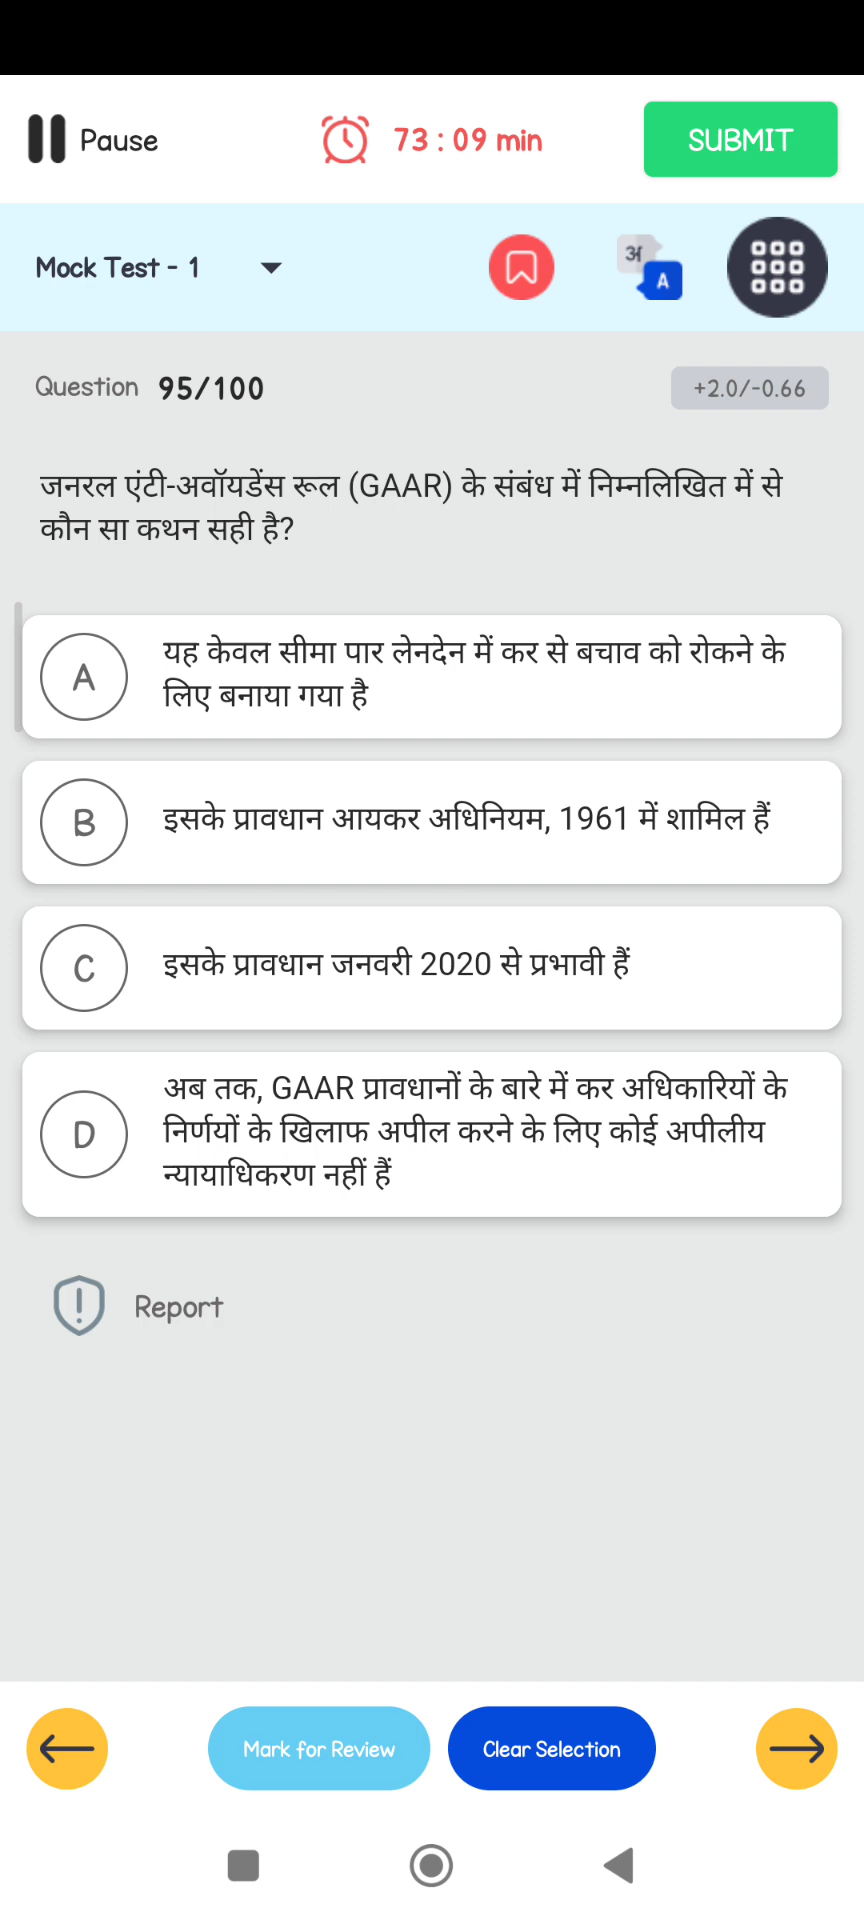 Pause
73 : 09 min
SUBMIT
Mock Test - 1
अ
A
Question 95/100
+2.0/-0.66
जनरल एंटी-अवॉयडेंस रूल (GAAR) के संबंध में निम्नलिखित में से
कौन सा कथन सही है?
A
यह केवल सीमा पार लेनदेन में कर से बचाव को रोकने के
लिए बनाया गया है
B
इसके प्रावधान आयकर अधिनियम, 1961 में शामिल हैं
C
इसके प्रावधान जनवरी 2020 से प्रभावी हैं
D
अब तक, GAAR प्रावधानों के बारे में कर अधिकारियों के
निर्णयों के खिलाफ अपील करने के लिए कोई अपीलीय
न्यायाधिकरण नहीं हैं
Report
Mark for Review
Clear Selection